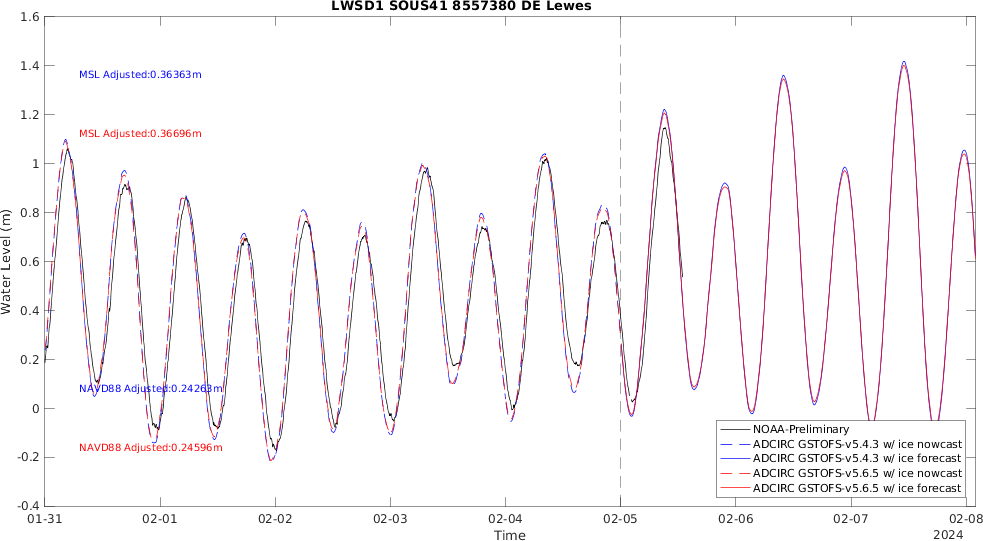 LWSD1 SOUS41 8557380 DE Lewes
1.6
1.4
1.2
1
0.8
0.6
0.4
0.2
0
-0.2
-0.4
Water Level (m)
MSL Adjusted:0.36363m
MSL Adjusted:0.36696m
NAVD88 Adjusted:0.24263m
NAVD88 Adjusted:0.24596m
NOAA-Preliminary
ADCIRC GSTOFS-v5.4.3 w/ ice nowcast
ADCIRC GSTOFS-v5.4.3 w/ ice forecast
ADCIRC GSTOFS-v5.6.5 w/ ice nowcast
ADCIRC GSTOFS-v5.6.5 w/ ice forecast
01-31 02-01 02-02 02-03 02-04 02-05 02-06 02-07 02-08
Time
2024